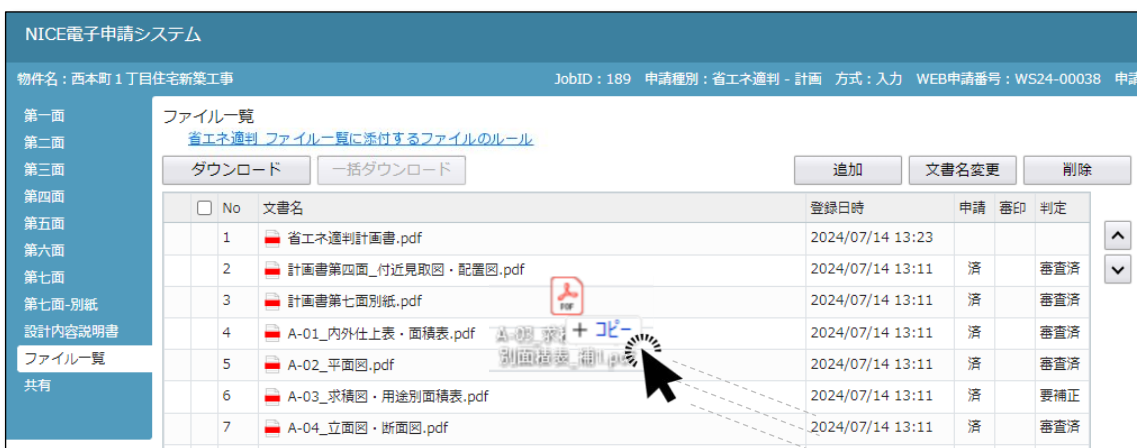 NICE電子申請システム
物件名：西本町１丁目住宅新築工事 JobID：189 申請種別：省エネ適判 - 計画 方式：入力 WEB申請番号：WS24-00038 申請
第一面
第二面
第三面
第四面
第五面
第六面
第七面
第七面-別紙
設計内容説明書
ファイル一覧
共有
ファイル一覧
省エネ適判_ファイル一覧に添付するファイルのルール
ダウンロード 一括ダウンロード 追加 文書名変更 削除
No 文書名 登録日時 申請 審印 判定
1 省エネ適判計画書.pdf 2024/07/14 13:23
2 計画書第四面_付近見取図・配置図.pdf 2024/07/14 13:11 済 審査済
3 計画書第七面別紙.pdf 2024/07/14 13:11 済 審査済
PDF
4 A-01_内外仕上表・面積表.pdf 2024/07/14 13:11 済 審査済
A-03_求
+ コピー
別面積表_補1.pdf
5 A-02_平面図.pdf 2024/07/14 13:11 済 審査済
6 A-03_求積図・用途別面積表.pdf 2024/07/14 13:11 済 要補正
7 A-04_立面図・断面図.pdf 2024/07/14 13:11 済 審査済